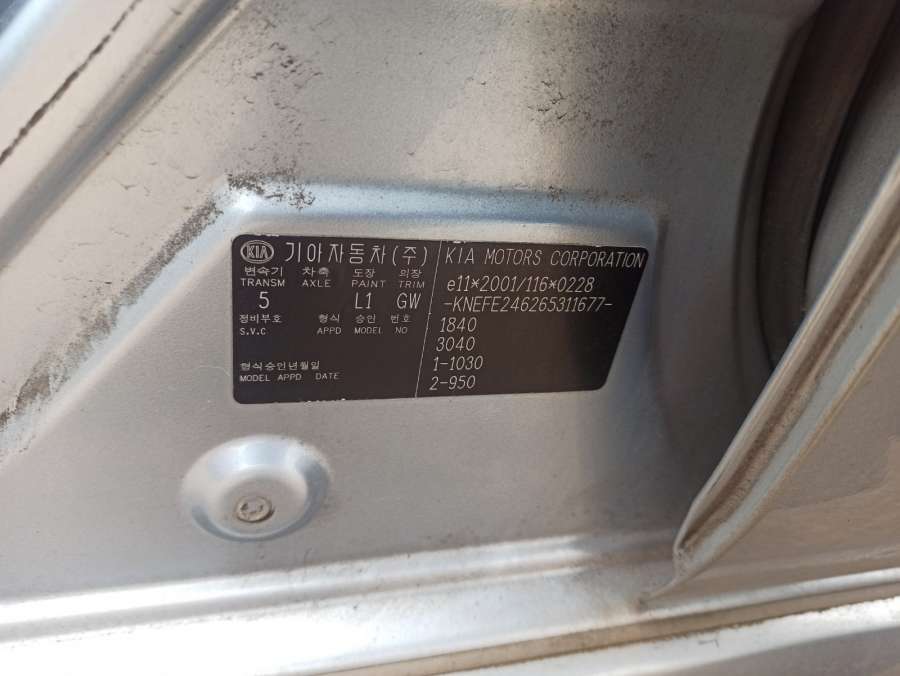 KIA 기아자동차(주)
변속기 차축 도장 의장
TRANSM AXLE PAINT TRIM
5 L1 GW
정비부호 형식 승인 번호
S.V.C APPD MODEL NO
형식승인년월일
MODEL APPD DATE
KIA MOTORS CORPORATION
e11*2001/116*0228
-KNEFE246265311677-
1840
3040
1-1030
2-950